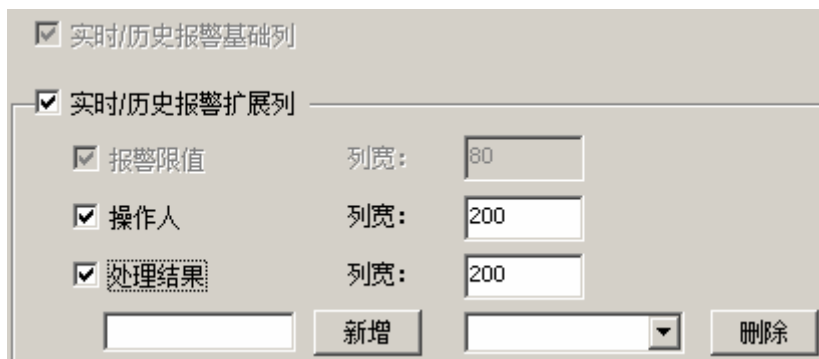 实时/历史报警基础列
实时/历史报警扩展列
报警限值 列宽： 80
操作人 列宽： 200
处理结果 列宽： 200
新增 删除